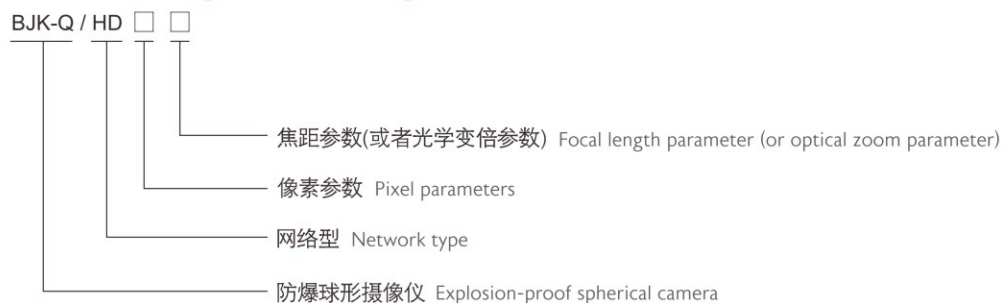 BJK-Q / HD □ □
焦距参数(或者光学变倍参数) Focal length parameter (or optical zoom parameter)
像素参数 Pixel parameters
网络型 Network type
防爆球形摄像仪 Explosion-proof spherical camera